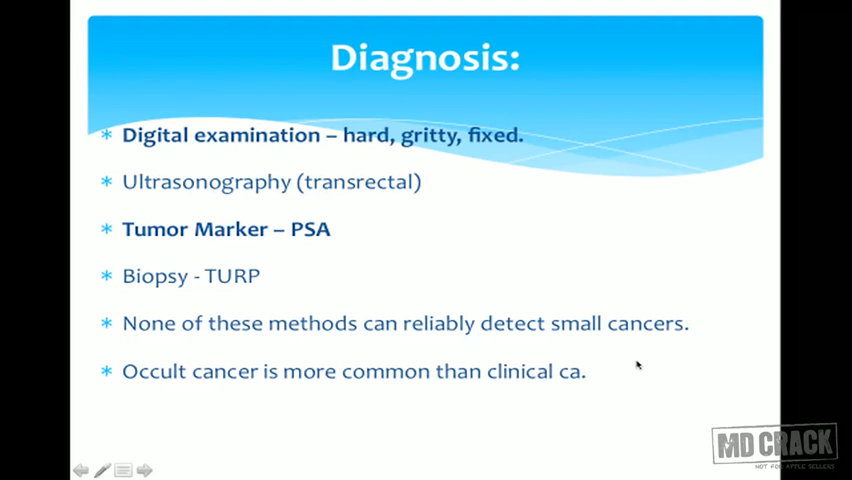 Diagnosis:
* Digital examination – hard, gritty, fixed.
* Ultrasonography (transrectal)
* Tumor Marker – PSA
* Biopsy - TURP
* None of these methods can reliably detect small cancers.
* Occult cancer is more common than clinical ca.
MD CRACK
NOT FOR APPLE SELLERS